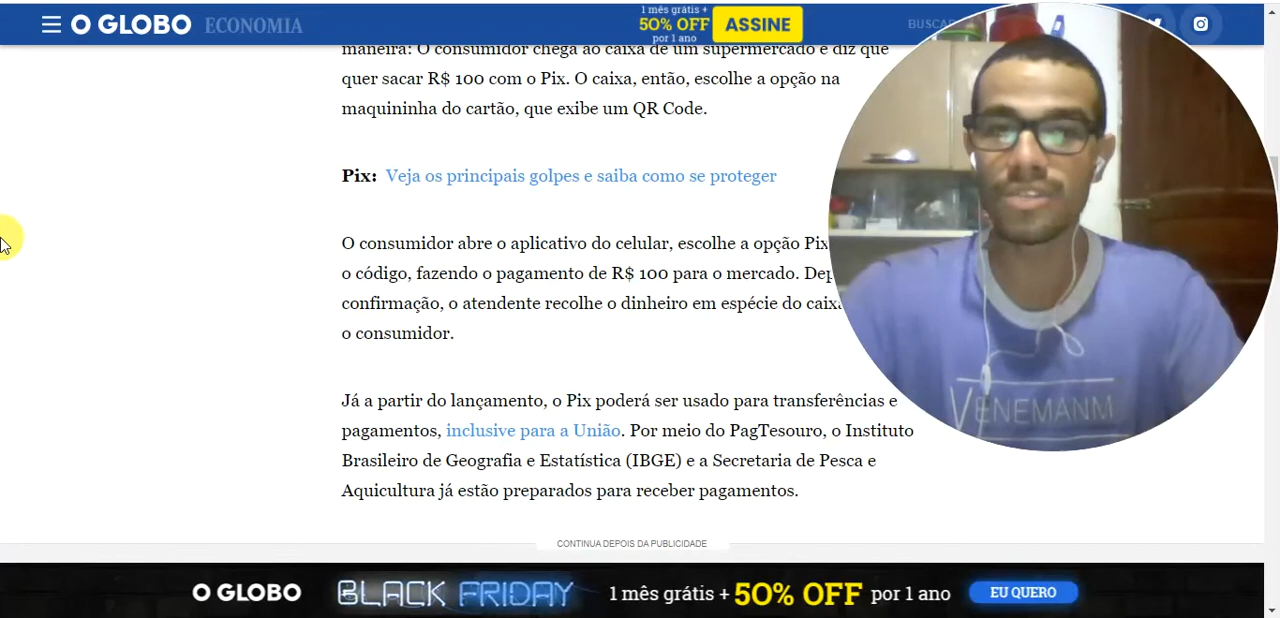 O GLOBO ECONOMIA
1 mês grátis +
50% OFF
por 1 ano
ASSINE
BUSCAR
maneira: O consumidor chega ao caixa de um supermercado e diz que
quer sacar R$ 100 com o Pix. O caixa, então, escolhe a opção na
maquininha do cartão, que exibe um QR Code.
Pix: Veja os principais golpes e saiba como se proteger
O consumidor abre o aplicativo do celular, escolhe a opção Pix
o código, fazendo o pagamento de R$ 100 para o mercado.
confirmação, o atendente recolhe o dinheiro em espécie do caixa
o consumidor.
Já a partir do lançamento, o Pix poderá ser usado para transferências e
pagamentos, inclusive para a União. Por meio do PagTesouro, o Instituto
Brasileiro de Geografia e Estatística (IBGE) e a Secretaria de Pesca e
Aquicultura já estão preparados para receber pagamentos.
VENEMANM
CONTINUA DEPOIS DA PUBLICIDADE
O GLOBO BLACK FRIDAY 1 mês grátis + 50% OFF por 1 ano EU QUERO